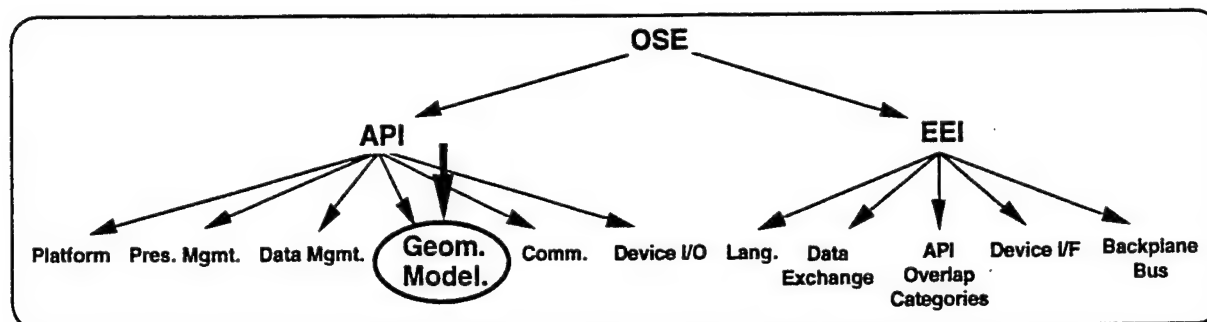 OSE
API
EEI
Platform
Pres. Mgmt.
Data Mgmt.
Geom.
Model.
Comm.
Device I/O
Lang.
Data
Exchange
API
Overlap
Categories
Device I/F
Backplane
Bus